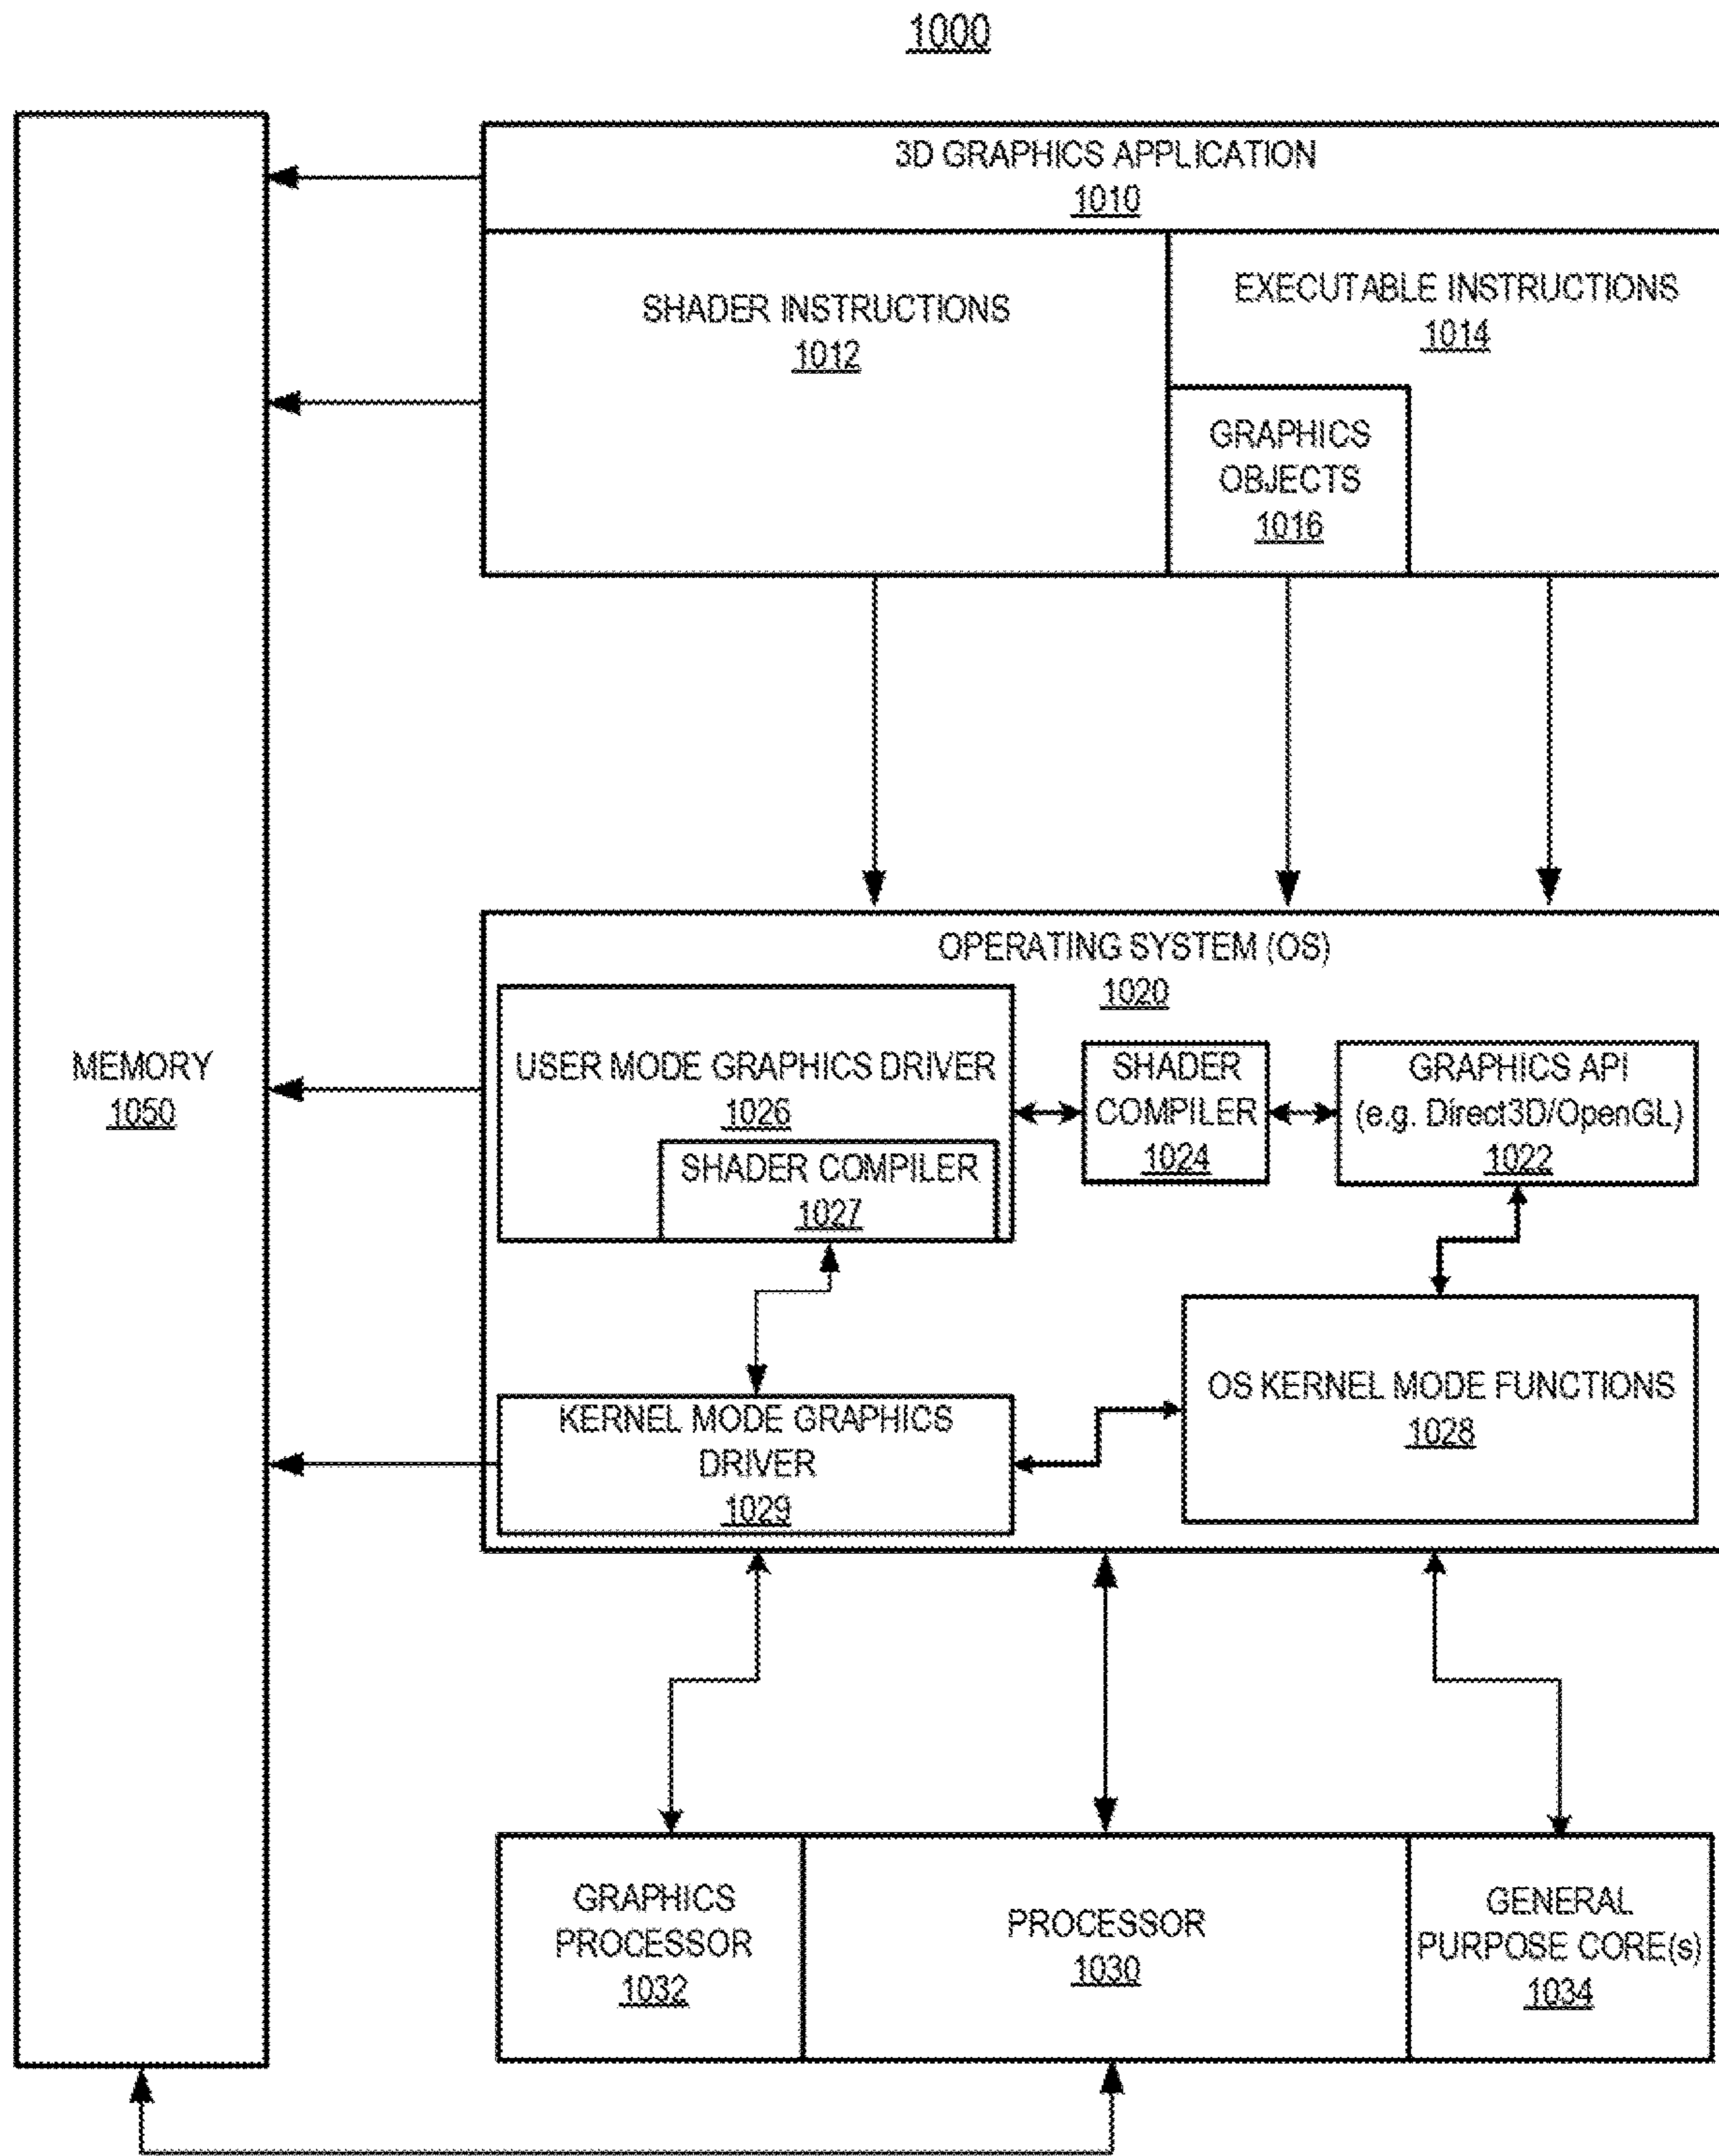 1000
3D GRAPHICS APPLICATION
1010
SHADER INSTRUCTIONS
1012
EXECUTABLE INSTRUCTIONS
1014
GRAPHICS
OBJECTS
1016
MEMORY
1050
OPERATING SYSTEM (OS)
1020
USER MODE GRAPHICS DRIVER
1026
SHADER COMPILER
1027
SHADER
COMPILER
1024
GRAPHICS API
(e.g. Direct3D/OpenGL)
1022
KERNEL MODE GRAPHICS
DRIVER
1029
OS KERNEL MODE FUNCTIONS
1028
GRAPHICS
PROCESSOR
1032
PROCESSOR
1030
GENERAL
PURPOSE CORE(s)
1034